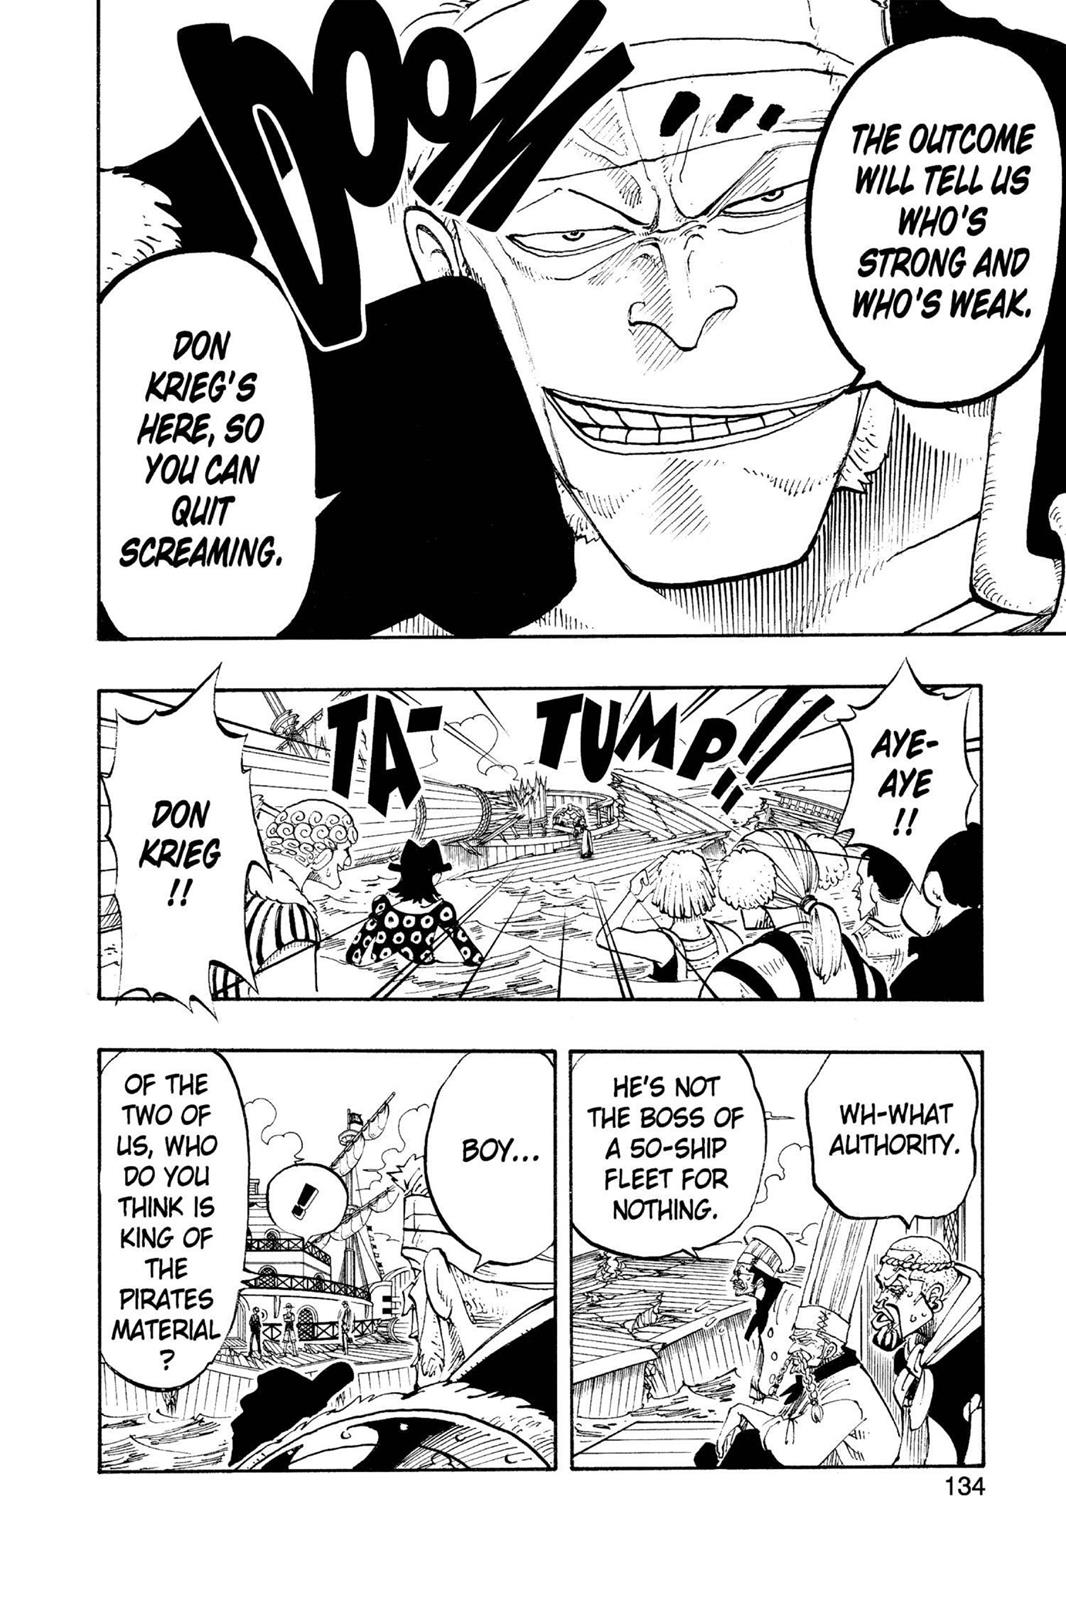 THE OUTCOME
WILL TELL US
WHO'S
STRONG AND
WHO'S WEAK.
DOOM
DON
KRIEG'S
HERE, SO
YOU CAN
QUIT
SCREAMING.
AYE-
AYE
!!
TA-
TUMP!!
DON
KRIEG
!!
WH-WHAT
AUTHORITY.
HE'S NOT
THE BOSS OF
A 50-SHIP
FLEET FOR
NOTHING.
BOY...
!
OF THE
TWO OF
US, WHO
DO YOU
THINK IS
KING OF
THE
PIRATES
MATERIAL
?
134